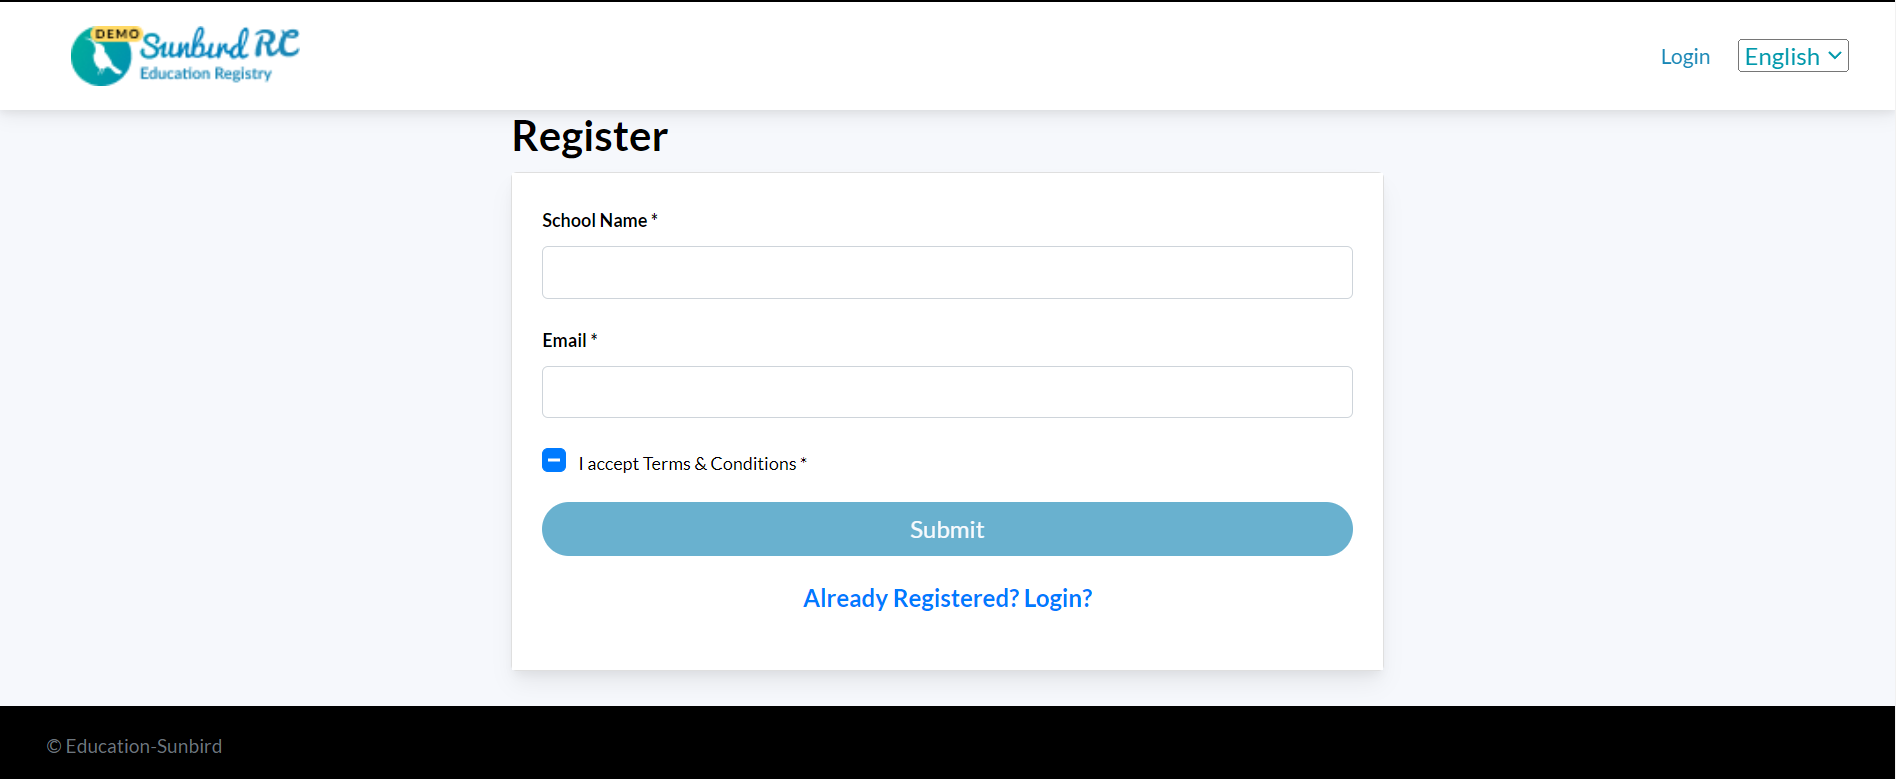 DEMO
Sunbird RC
Education Registry
Login
English
Register
School Name *
Email *
I accept Terms & Conditions *
Submit
Already Registered? Login?
© Education-Sunbird